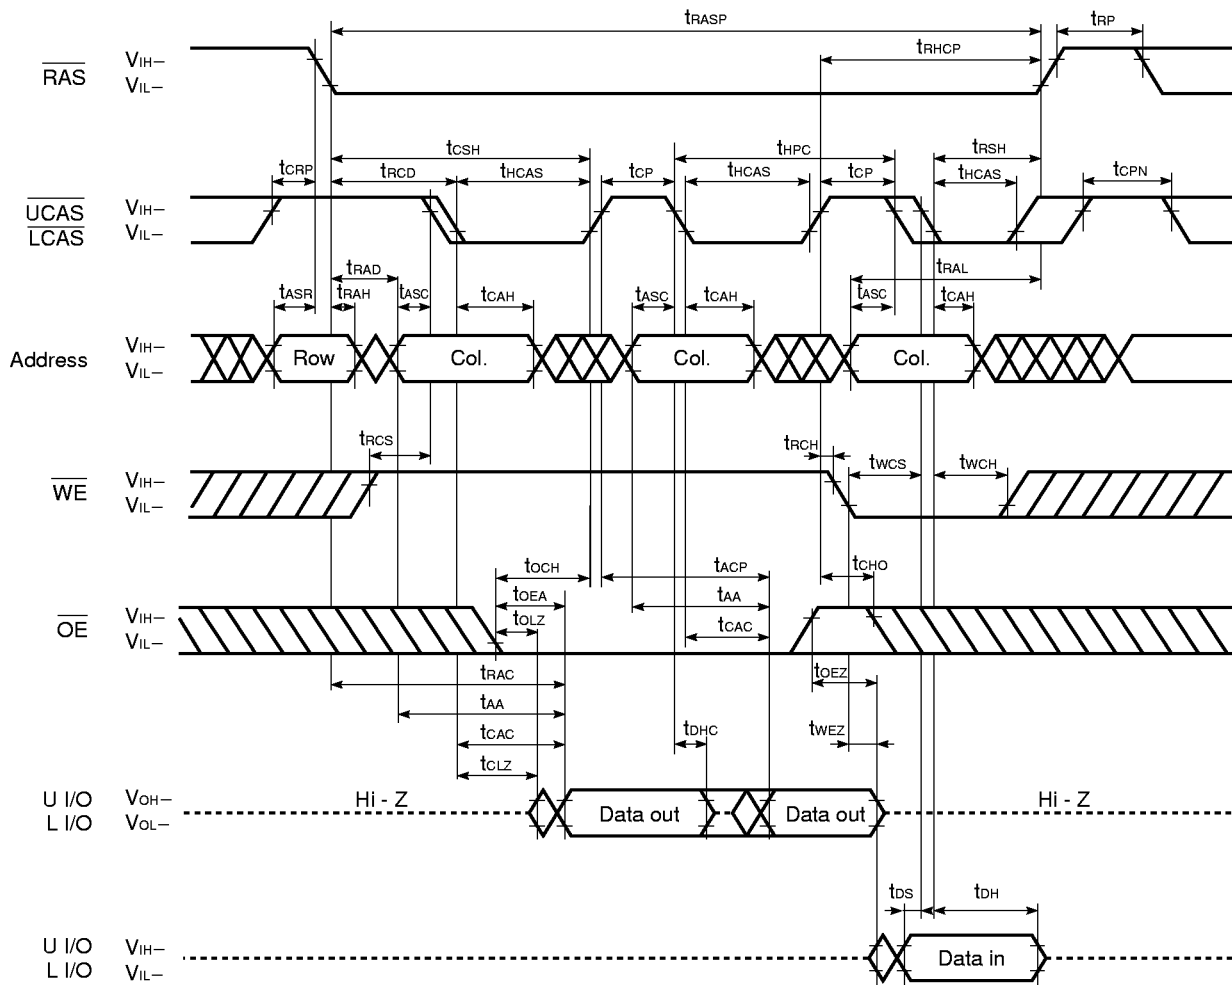 tRASP
tRP
tRHCP
RAS
VIH–
VIL–
tCSH
tHPC
tRSH
tCRP
tRCD
tHCAS
tCP
tHCAS
tCP
tHCAS
tCPN
UCAS
LCAS
VIH–
VIL–
tRAD
tRAL
tASR
tRAH
tASC
tCAH
tASC
tCAH
tASC
tCAH
Address
VIH–
VIL–
Row
Col.
Col.
Col.
tRCS
tRCH
tWCS
tWCH
WE
VIH–
VIL–
tOCH
tACP
tCHO
tOEA
tAA
tOLZ
tCAC
OE
VIH–
VIL–
tRAC
tOEZ
tAA
tCAC
tDHC
tWEZ
tCLZ
U I/O
L I/O
VOH–
VOL–
Hi - Z
Data out
Data out
Hi - Z
tDS
tDH
U I/O
L I/O
VIH–
VIL–
Data in